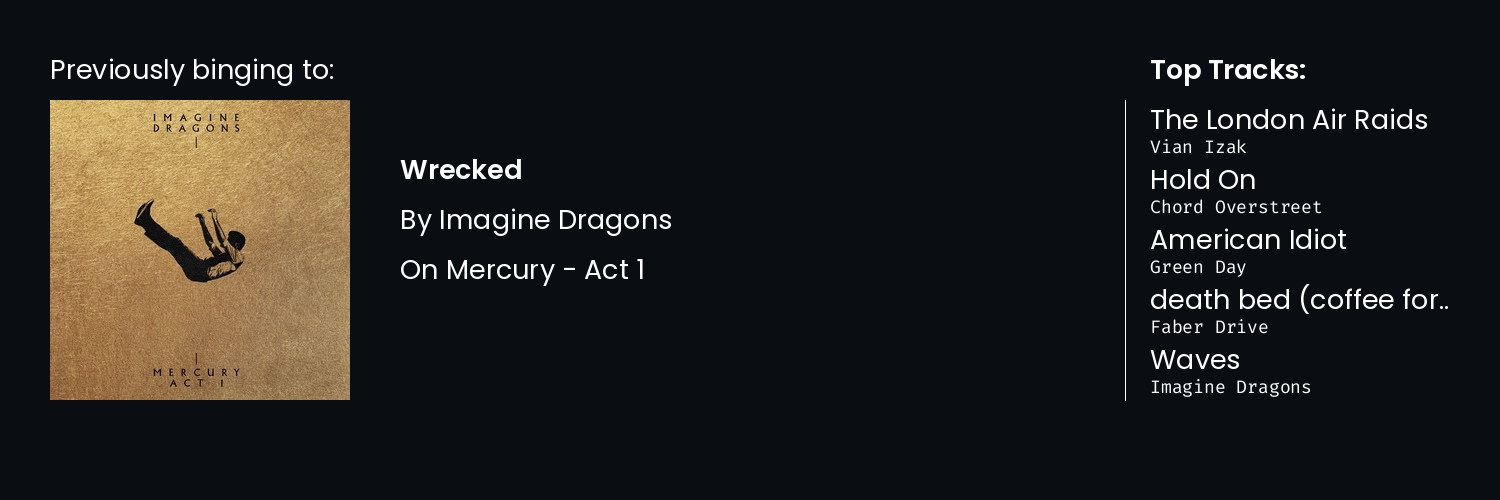 Previously binging to:
IMAGINE
DRAGONS
MERCURY
ACT I
Wrecked
By Imagine Dragons
On Mercury - Act 1
Top Tracks:
The London Air Raids
Vian Izak
Hold On
Chord Overstreet
American Idiot
Green Day
death bed (coffee for..
Faber Drive
Waves
Imagine Dragons